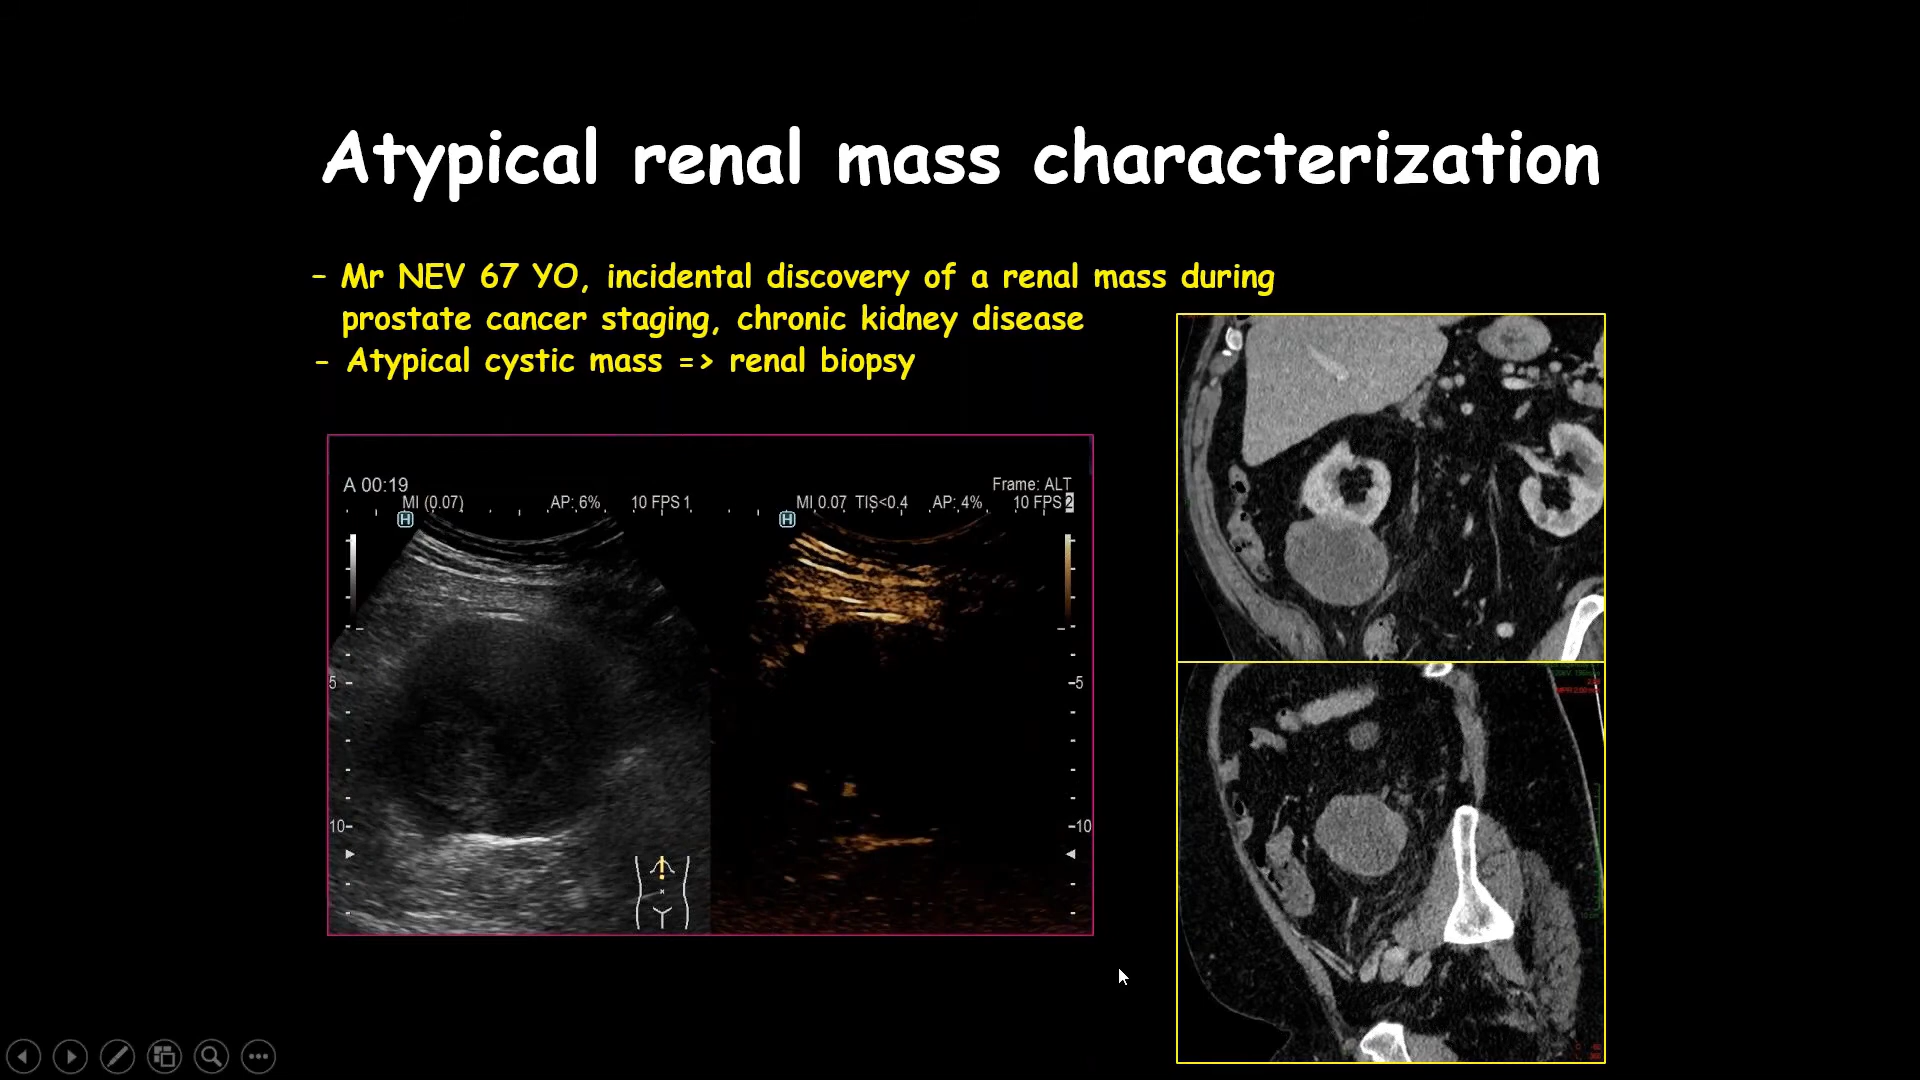 Atypical renal mass characterization
- Mr NEV 67 YO, incidental discovery of a renal mass during
prostate cancer staging, chronic kidney disease
- Atypical cystic mass => renal biopsy
A 00:19
Frame: ALT
MI (0.07) AP: 6% 10 FPS 1
MI 0.07 TIS<0.4 AP: 4% 10 FPS 2
H
H
5
-5
10-
-10
10 cm